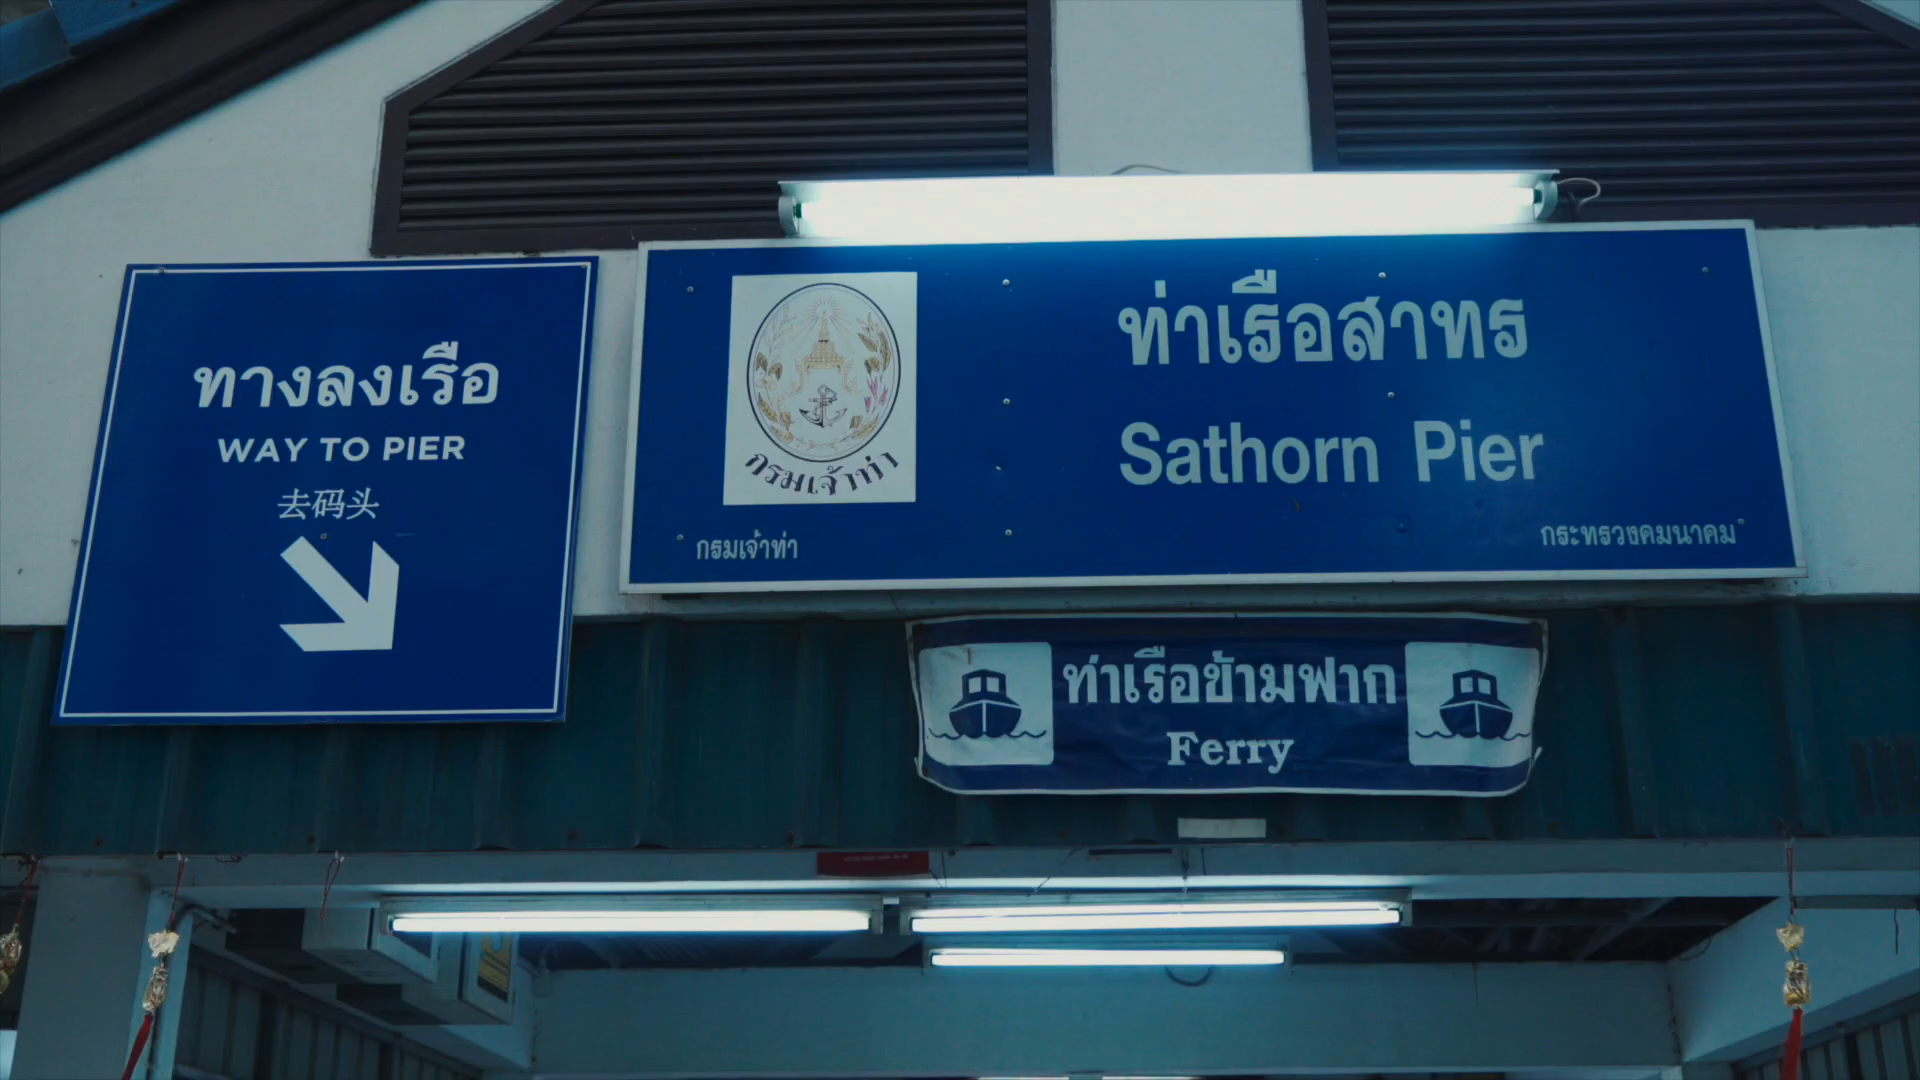 ทางลงเรือ
WAY TO PIER
去码头
ท่าเรือสาทร
Sathorn Pier
กรมเจ้าท่า
กรมเจ้าท่า
กระทรวงคมนาคม
ท่าเรือข้ามฟาก
Ferry